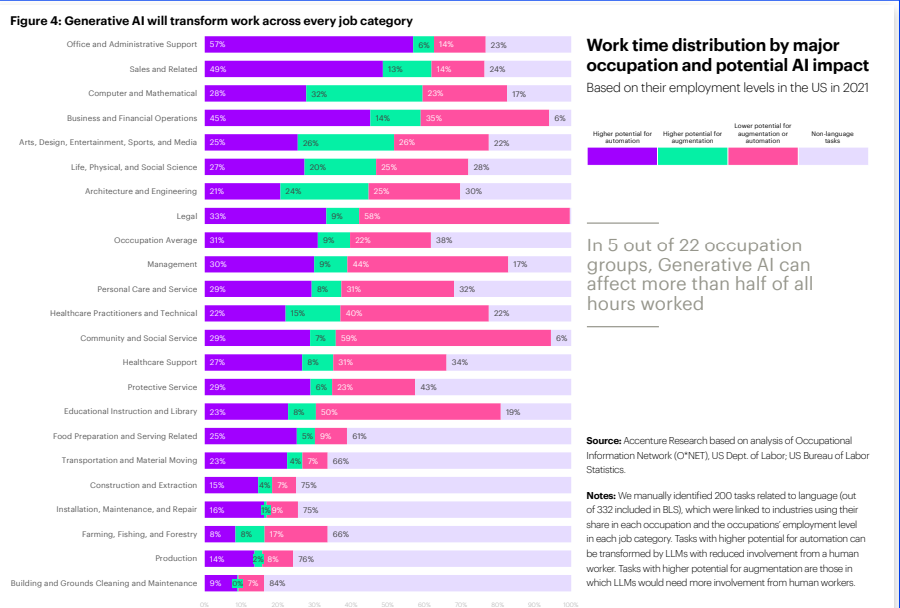 Figure 4: Generative AI will transform work across every job category
Office and Administrative Support 57% 6% 14% 23%
Sales and Related 49% 13% 14% 24%
Computer and Mathematical 28% 32% 23% 17%
Business and Financial Operations 45% 14% 35% 6%
Arts, Design, Entertainment, Sports, and Media 25% 26% 26% 22%
Life, Physical, and Social Science 27% 20% 25% 28%
Architecture and Engineering 21% 24% 25% 30%
Legal 33% 9% 58%
Occcupation Average 31% 9% 22% 38%
Management 30% 9% 44% 17%
Personal Care and Service 29% 8% 31% 32%
Healthcare Practitioners and Technical 22% 15% 40% 22%
Community and Social Service 29% 7% 59% 6%
Healthcare Support 27% 8% 31% 34%
Protective Service 29% 6% 23% 43%
Educational Instruction and Library 23% 8% 50% 19%
Food Preparation and Serving Related 25% 5% 9% 61%
Transportation and Material Moving 23% 4% 7% 66%
Construction and Extraction 15% 4% 7% 75%
Installation, Maintenance, and Repair 16% 9% 75%
Farming, Fishing, and Forestry 8% 8% 17% 66%
Production 14% 2% 8% 76%
Building and Grounds Cleaning and Maintenance 9% 0% 7% 84%
0% 10% 20% 30% 40% 50% 60% 70% 80% 90% 100%
Work time distribution by major
occupation and potential AI impact
Based on their employment levels in the US in 2021
Higher potential for
automation
Higher potential for
augmentation
Lower potential for
augmentation or
automation
Non-language
tasks
In 5 out of 22 occupation
groups, Generative AI can
affect more than half of all
hours worked
Source: Accenture Research based on analysis of Occupational
Information Network (O*NET), US Dept. of Labor; US Bureau of Labor
Statistics.
Notes: We manually identified 200 tasks related to language (out
of 332 included in BLS), which were linked to industries using their
share in each occupation and the occupations' employment level
in each job category. Tasks with higher potential for automation can
be transformed by LLMs with reduced involvement from a human
worker. Tasks with higher potential for augmentation are those in
which LLMs would need more involvement from human workers.